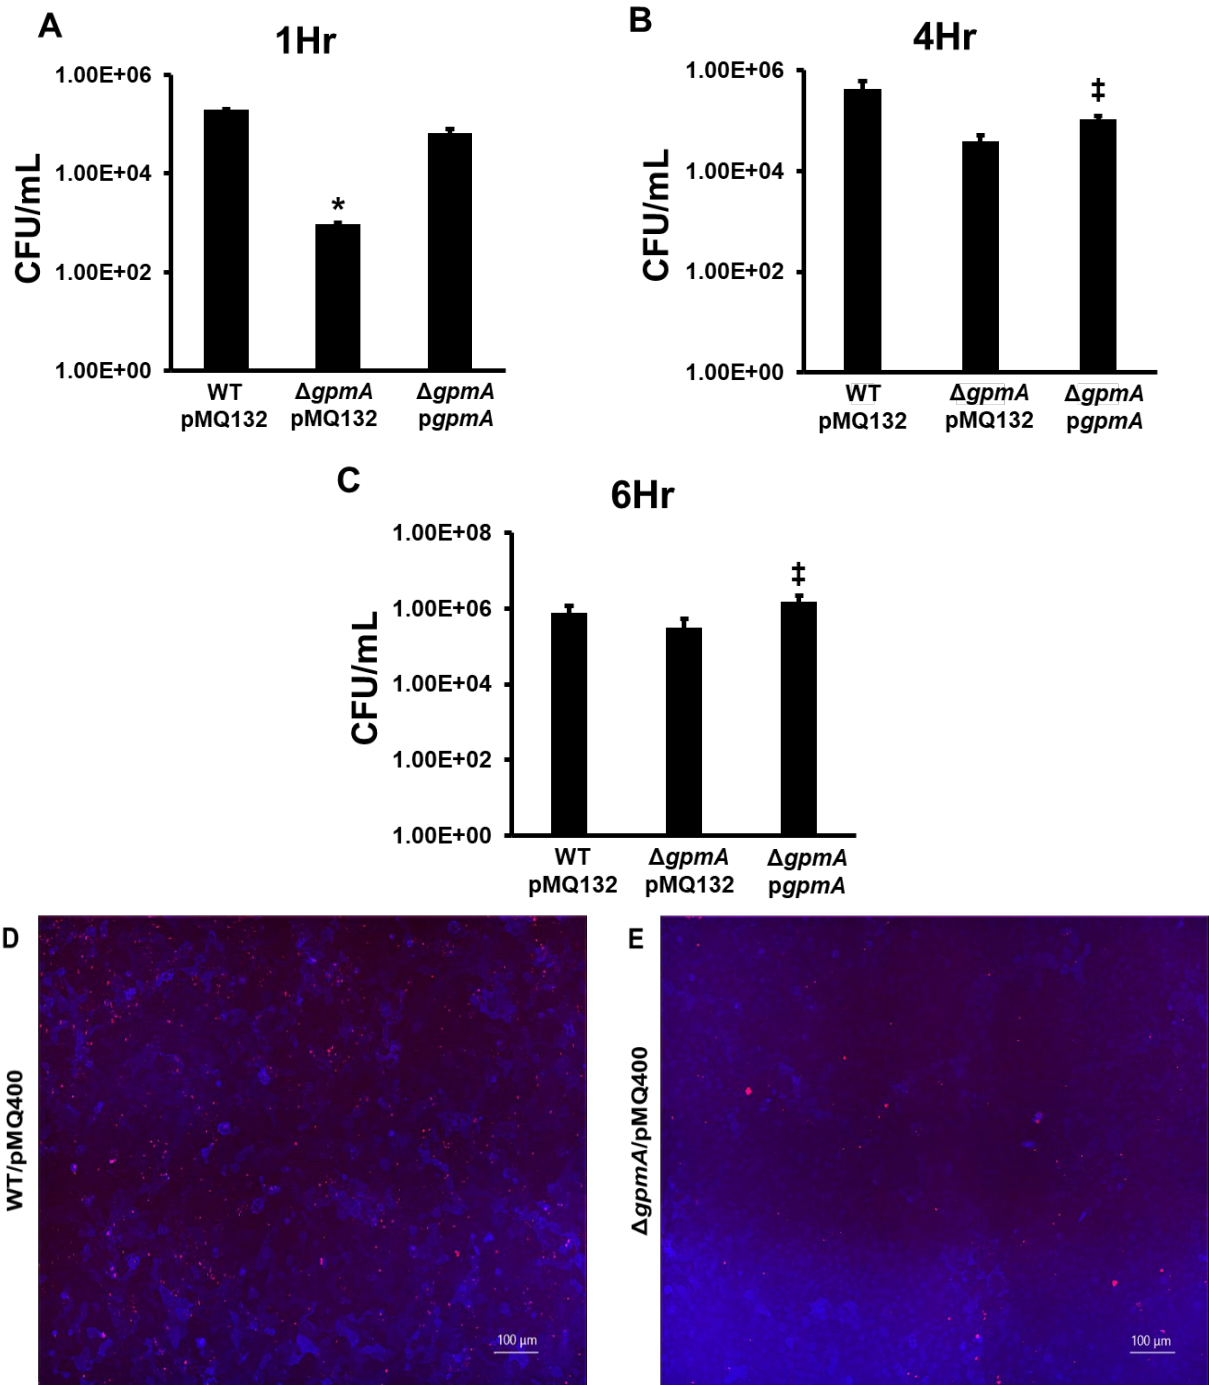 A
1Hr
1.00E+06
1.00E+04
1.00E+02
1.00E+00
CFU/mL
*
WT
pMQ132
ΔgpmA
pMQ132
ΔgpmA
pgpmA
B
4Hr
1.00E+06
1.00E+04
1.00E+02
1.00E+00
CFU/mL
‡
WT
pMQ132
ΔgpmA
pMQ132
ΔgpmA
pgpmA
C
6Hr
1.00E+08
1.00E+06
1.00E+04
1.00E+02
1.00E+00
CFU/mL
‡
WT
pMQ132
ΔgpmA
pMQ132
ΔgpmA
pgpmA
D
WT/pMQ400
100 µm
E
ΔgpmA/pMQ400
100 µm